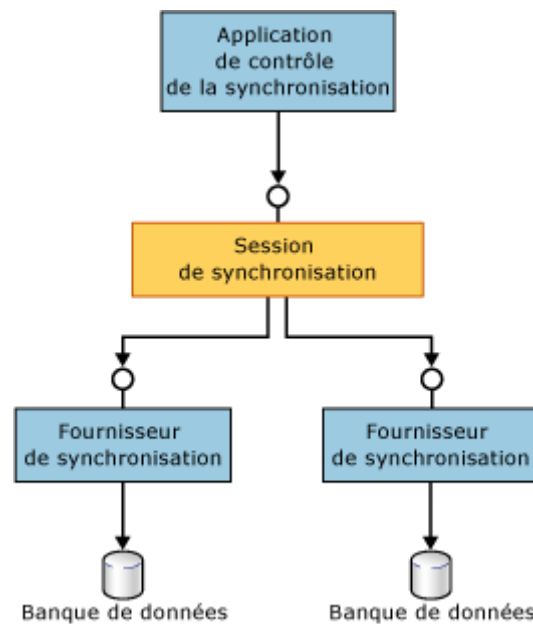 Application
de contrôle
de la synchronisation
Session
de synchronisation
Fournisseur
de synchronisation
Fournisseur
de synchronisation
Banque de données
Banque de données